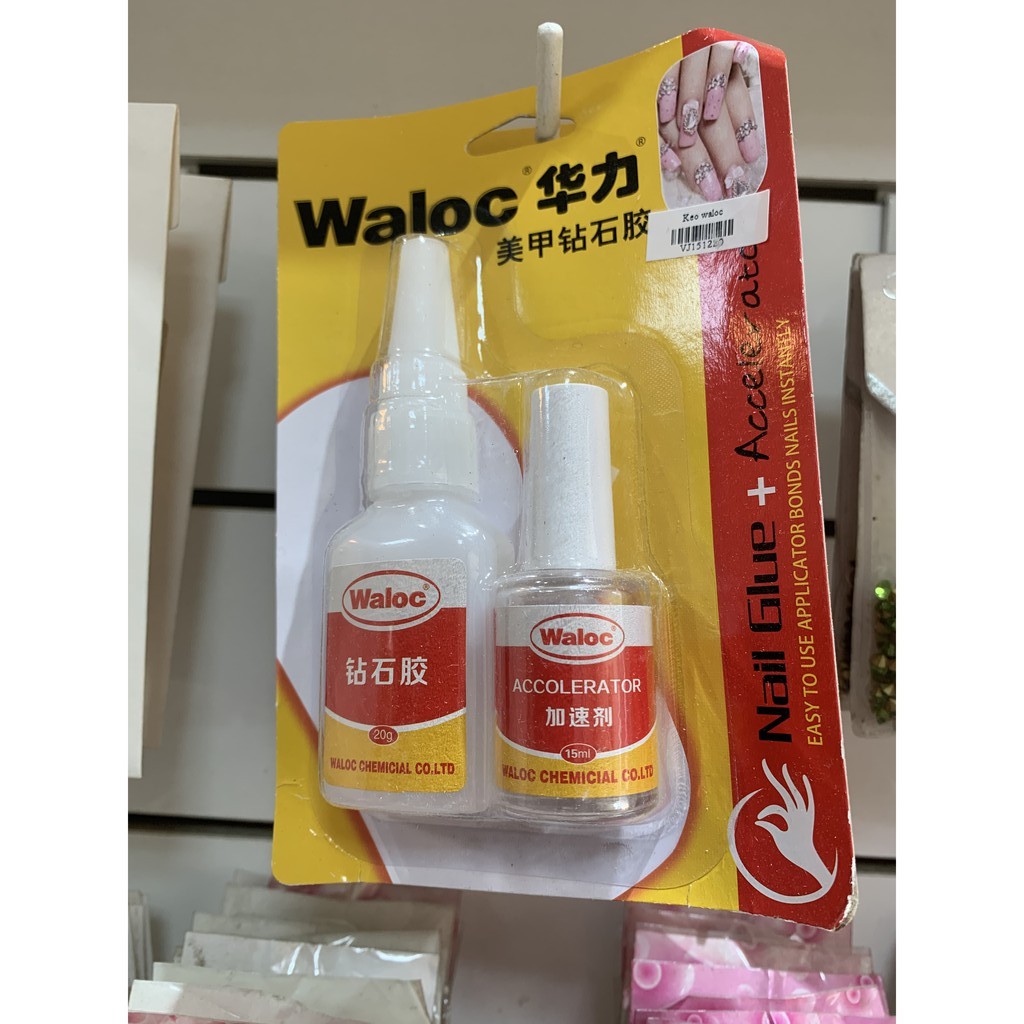 Waloc® 华力®
美甲钻石胶
Keo waloc
VJ151220
Nail Glue + Accelerato
EASY TO USE APPLICATOR BONDS NAILS INSTANTLY
Waloc®
钻石胶
20g
WALOC CHEMICIAL CO.LTD
Waloc®
ACCOLERATOR
加速剂
15ml
WALOC CHEMICIAL CO.LTD